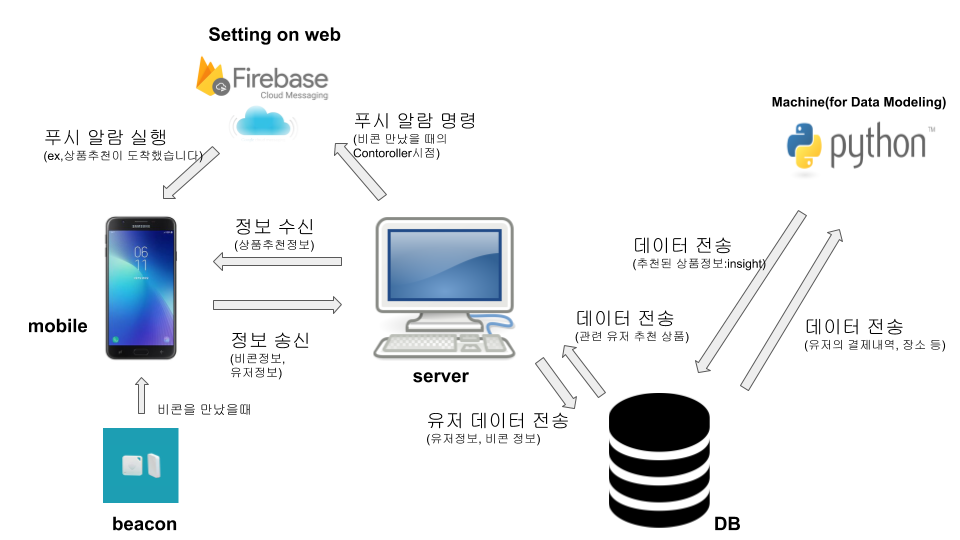 Setting on web
Firebase
Cloud Messaging
Machine(for Data Modeling)
python™
푸시 알람 실행
(ex,상품추천이 도착했습니다)
푸시 알람 명령
(비콘 만났을 때의
Contoroller시점)
정보 수신
(상품추천정보)
SAMSUNG
06
11
mobile
정보 송신
(비콘정보,
유저정보)
server
데이터 전송
(추천된 상품정보:insight)
데이터 전송
(관련 유저 추천 상품)
데이터 전송
(유저의 결제내역, 장소 등)
비콘을 만났을때
유저 데이터 전송
(유저정보, 비콘 정보)
beacon
DB